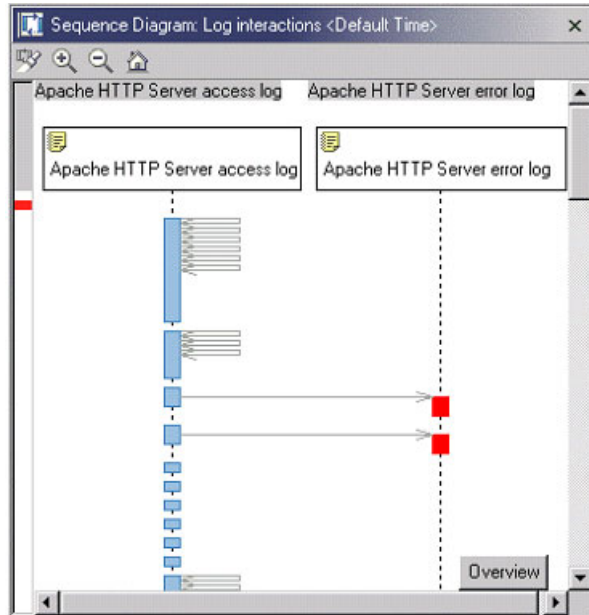 Sequence Diagram: Log interactions <Default Time>
Apache HTTP Server access log Apache HTTP Server error log
Apache HTTP Server access log Apache HTTP Server error log
Overview